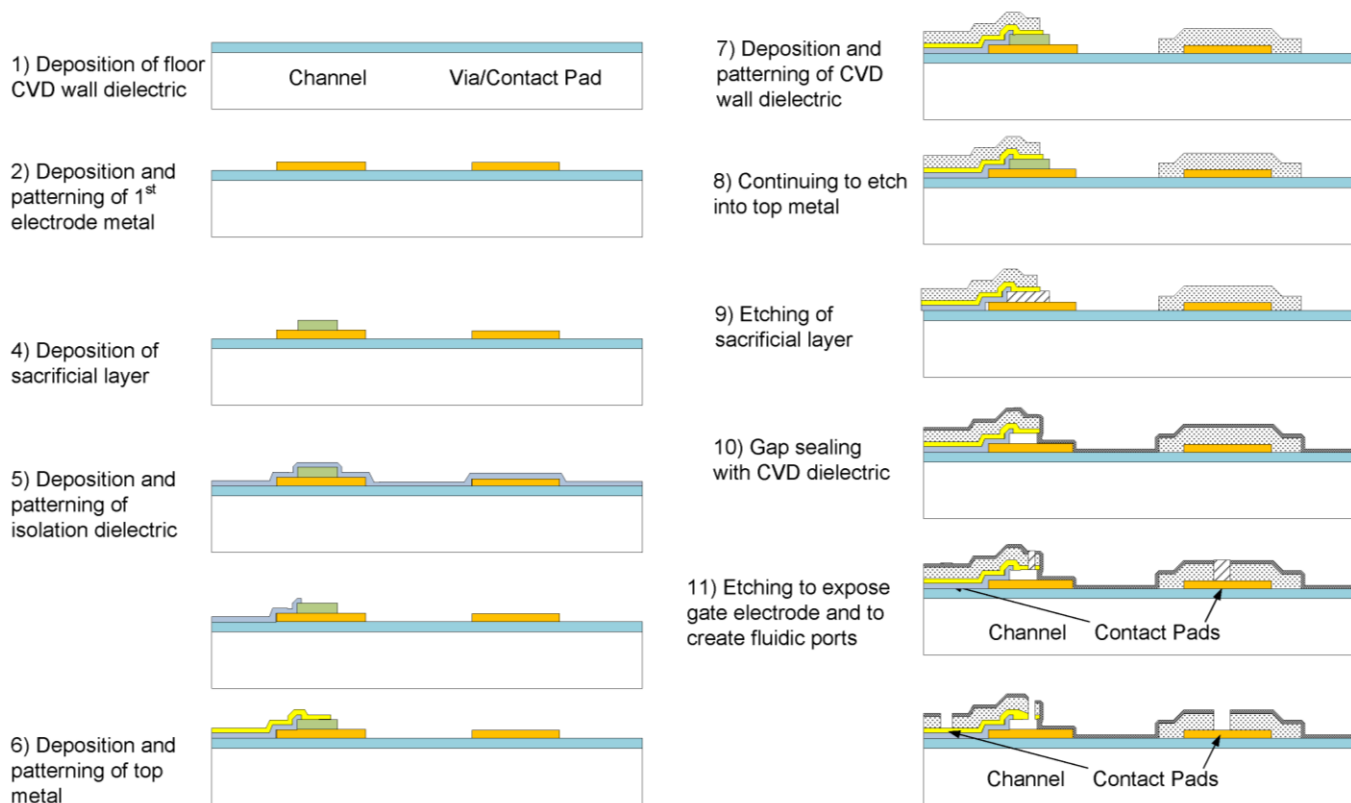 1) Deposition of floor
CVD wall dielectric
Channel
Via/Contact Pad
2) Deposition and
patterning of 1st
electrode metal
4) Deposition of
sacrificial layer
5) Deposition and
patterning of
isolation dielectric
6) Deposition and
patterning of top
metal
7) Deposition and
patterning of CVD
wall dielectric
8) Continuing to etch
into top metal
9) Etching of
sacrificial layer
10) Gap sealing
with CVD dielectric
11) Etching to expose
gate electrode and to
create fluidic ports
Channel
Contact Pads
Channel
Contact Pads